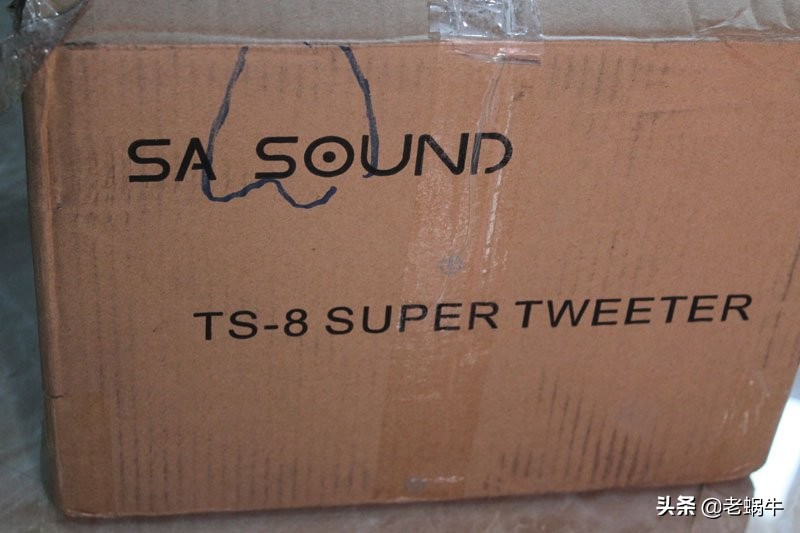 SA SOUND
TS-8 SUPER TWEETER
头条 @老蜗牛